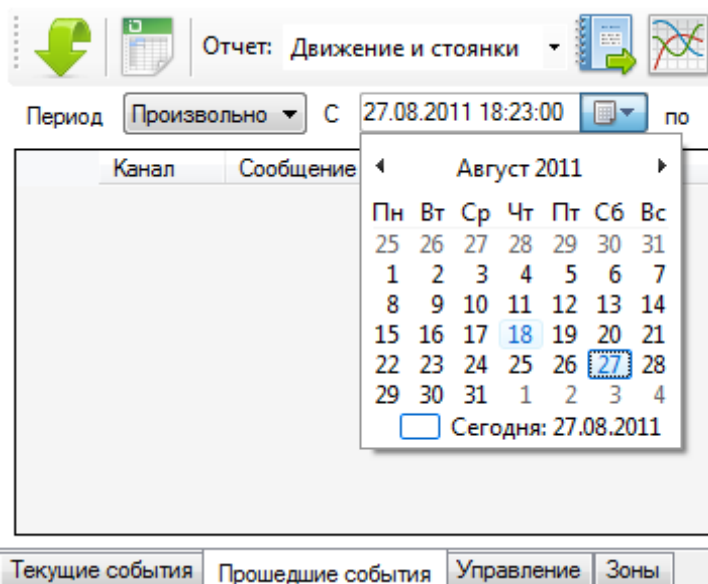 Отчет: Движение и стоянки
Период Произвольно С 27.08.2011 18:23:00 по
Канал Сообщение
Август 2011
Пн Вт Ср Чт Пт Сб Вс
25 26 27 28 29 30 31
1 2 3 4 5 6 7
8 9 10 11 12 13 14
15 16 17 18 19 20 21
22 23 24 25 26 27 28
29 30 31 1 2 3 4
Сегодня: 27.08.2011
Текущие события Прошедшие события Управление Зоны